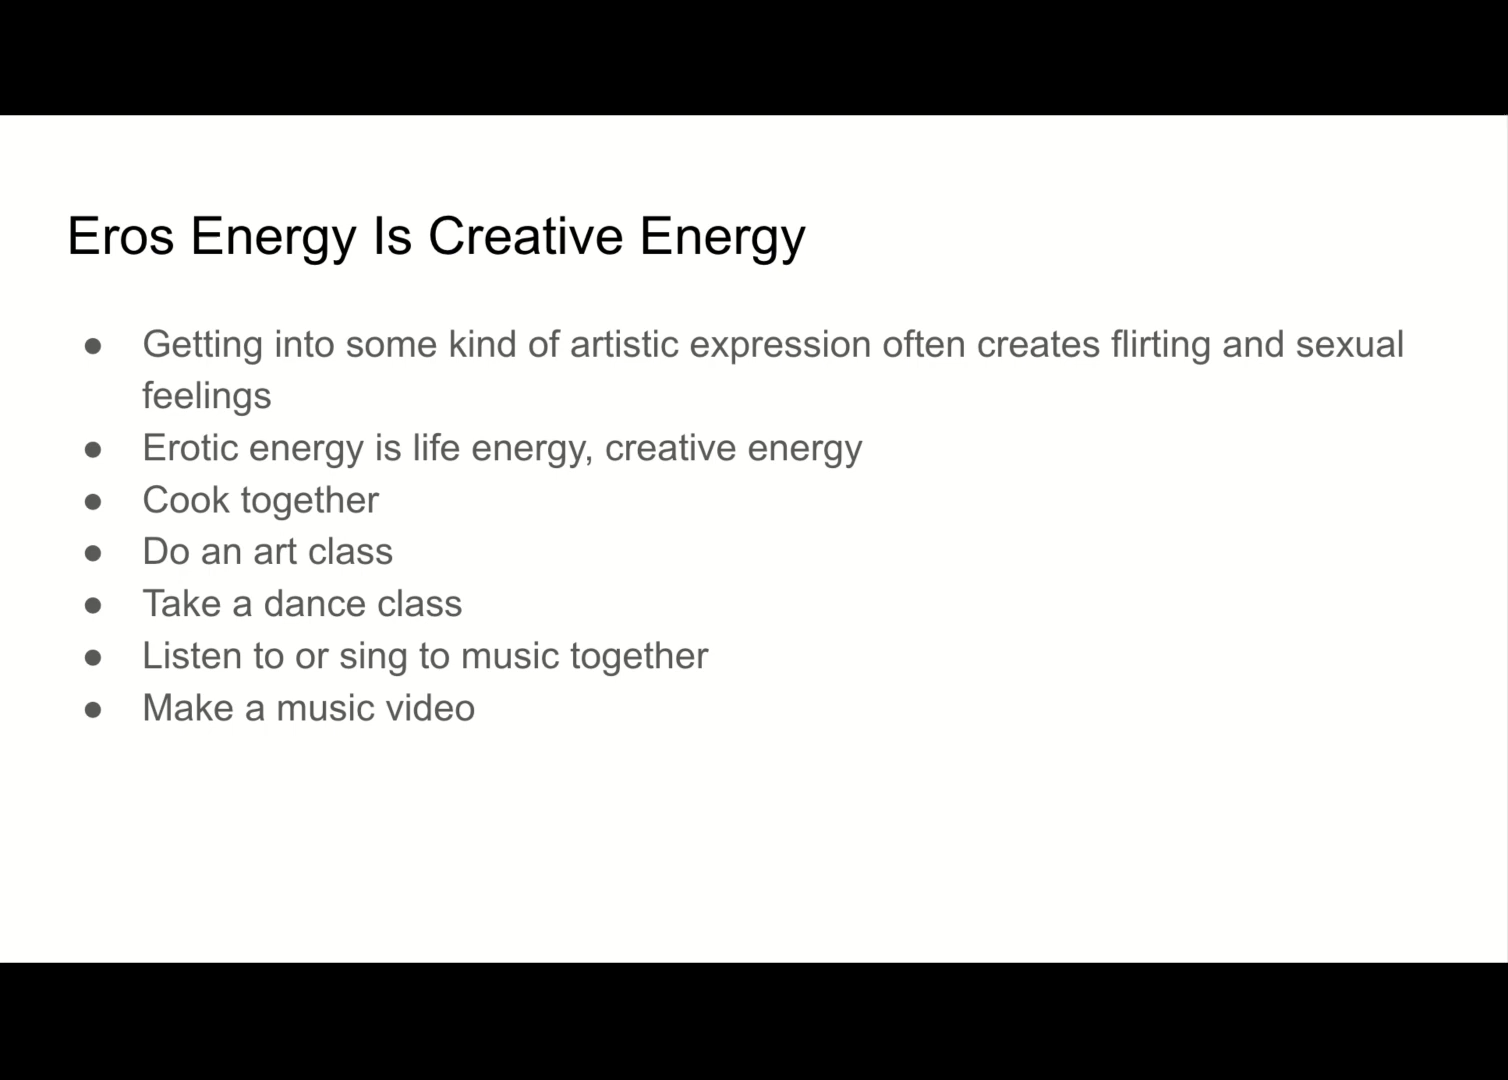 Eros Energy Is Creative Energy
● Getting into some kind of artistic expression often creates flirting and sexual
feelings
● Erotic energy is life energy, creative energy
● Cook together
● Do an art class
● Take a dance class
● Listen to or sing to music together
● Make a music video